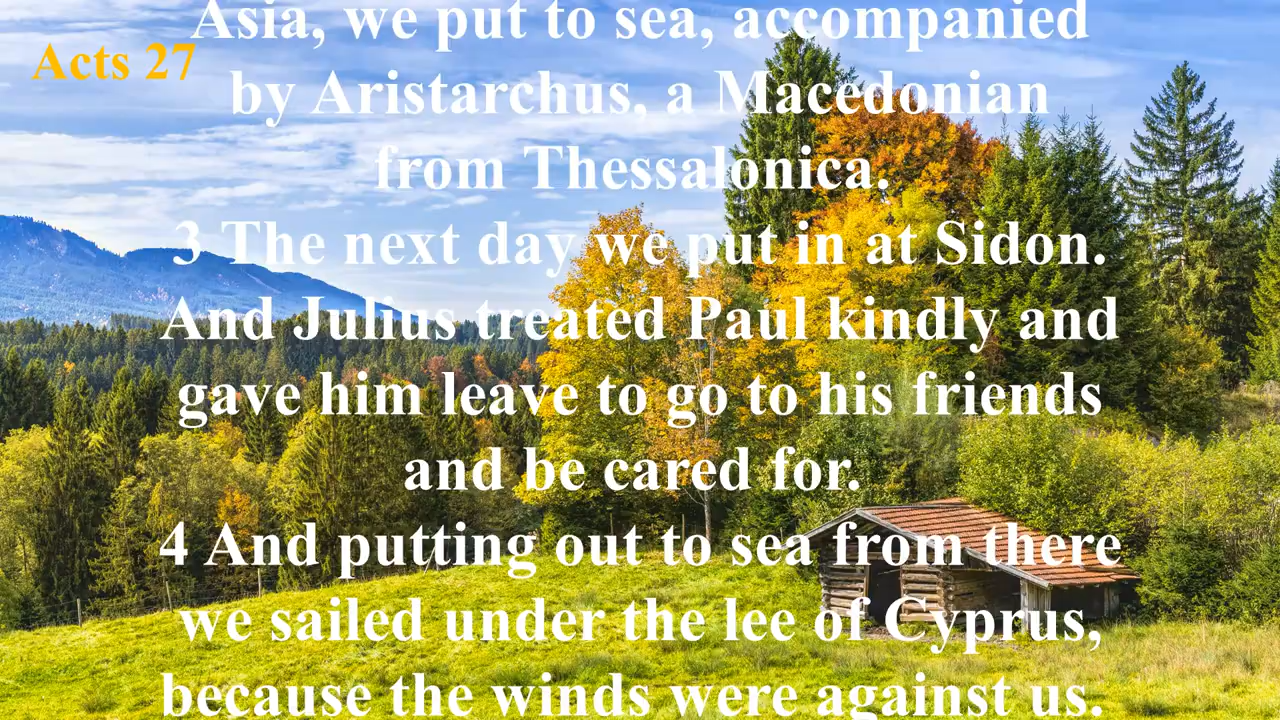 Asia, we put to sea, accompanied
Acts 27
by Aristarchus, a Macedonian
from Thessalonica.
3 The next day we put in at Sidon.
And Julius treated Paul kindly and
gave him leave to go to his friends
and be cared for.
4 And putting out to sea from there
we sailed under the lee of Cyprus,
because the winds were against us.